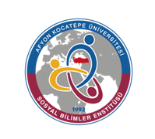 AFYON KOCATEPE ÜNİVERSİTESİ
1992
SOSYAL BİLİMLER ENSTİTÜSÜ